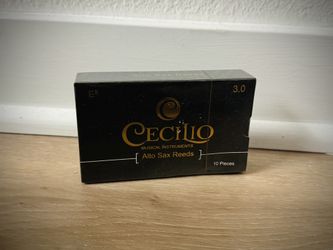 E♭
3.0
CECILIO
MUSICAL INSTRUMENTS
Alto Sax Reeds
10 Pieces